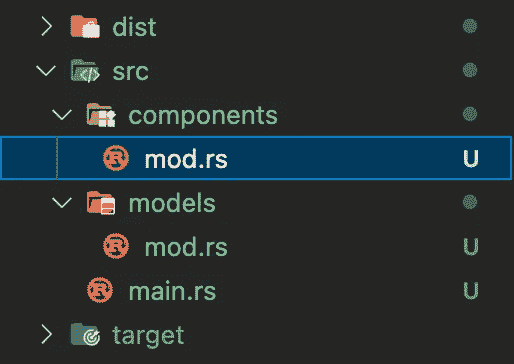 dist
src
components
mod.rs U
models
mod.rs U
main.rs U
target